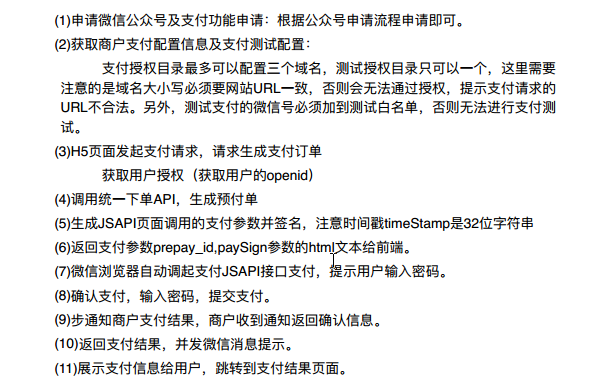 (1)申请微信公众号及支付功能申请：根据公众号申请流程申请即可。
(2)获取商户支付配置信息及支付测试配置：
支付授权目录最多可以配置三个域名，测试授权目录只可以一个，这里需要
注意的是域名大小写必须要网站URL一致，否则会无法通过授权，提示支付请求的
URL不合法。另外，测试支付的微信号必须加到测试白名单，否则无法进行支付测
试。
(3)H5页面发起支付请求，请求生成支付订单
获取用户授权（获取用户的openid）
(4)调用统一下单API，生成预付单
(5)生成JSAPI页面调用的支付参数并签名，注意时间戳timeStamp是32位字符串
(6)返回支付参数prepay_id,paySign参数的html文本给前端。
(7)微信浏览器自动调起支付JSAPI接口支付，提示用户输入密码。
(8)确认支付，输入密码，提交支付。
(9)步通知商户支付结果，商户收到通知返回确认信息。
(10)返回支付结果，并发微信消息提示。
(11)展示支付信息给用户，跳转到支付结果页面。